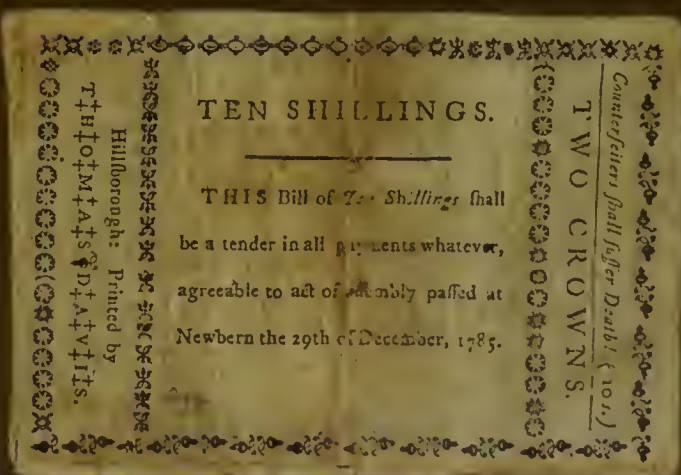 TEN SHILLINGS.
THIS Bill of Ten Shillings ſhall
be a tender in all payments whatever,
agreeable to act of Aſſembly paſſed at
Newbern the 29th of December, 1785.
Hillſborough: Printed by
T‡H‡O‡M‡A‡S D‡A‡V‡I‡S.
Counterfeiters ſhall ſuffer Death! (10s.)
TWO CROWNS.